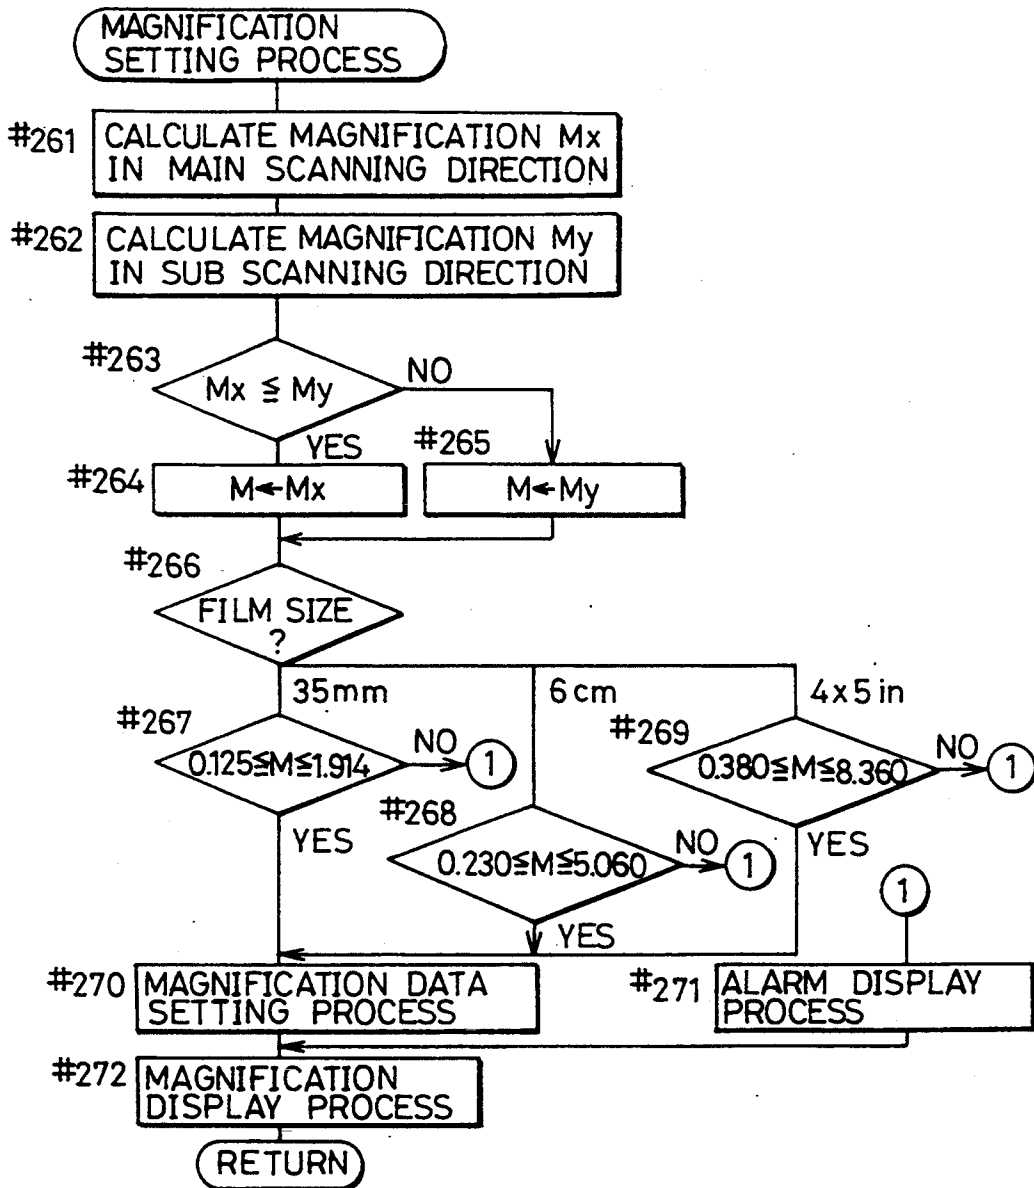 MAGNIFICATION
SETTING PROCESS
#261
CALCULATE MAGNIFICATION Mx
IN MAIN SCANNING DIRECTION
#262
CALCULATE MAGNIFICATION My
IN SUB SCANNING DIRECTION
#263
Mx ≦ My
NO
YES
#264
M←Mx
#265
M←My
#266
FILM SIZE
?
35mm
6cm
4x5in
#267
0.125≦M≦1.914
NO
1
YES
#268
0.230≦M≦5.060
NO
1
YES
#269
0.380≦M≦8.360
NO
1
YES
1
#270
MAGNIFICATION DATA
SETTING PROCESS
#271
ALARM DISPLAY
PROCESS
#272
MAGNIFICATION
DISPLAY PROCESS
RETURN